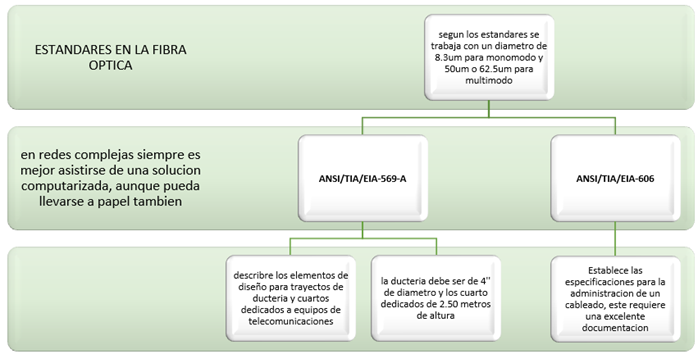 ESTANDARES EN LA FIBRA
OPTICA
segun los estandares se
trabaja con un diametro de
8.3um para monomodo y
50um o 62.5um para
multimodo
en redes complejas siempre es
mejor asistirse de una solucion
computarizada, aunque pueda
llevarse a papel tambien
ANSI/TIA/EIA-569-A
ANSI/TIA/EIA-606
describe los elementos de
diseño para trayectos de
ducteria y cuartos
dedicados a equipos de
telecomunicaciones
la ducteria debe ser de 4''
de diametro y los cuarto
dedicados de 2.50 metros
de altura
Establece las
especificaciones para la
administracion de un
cableado, este requiere
una excelente
documentacion